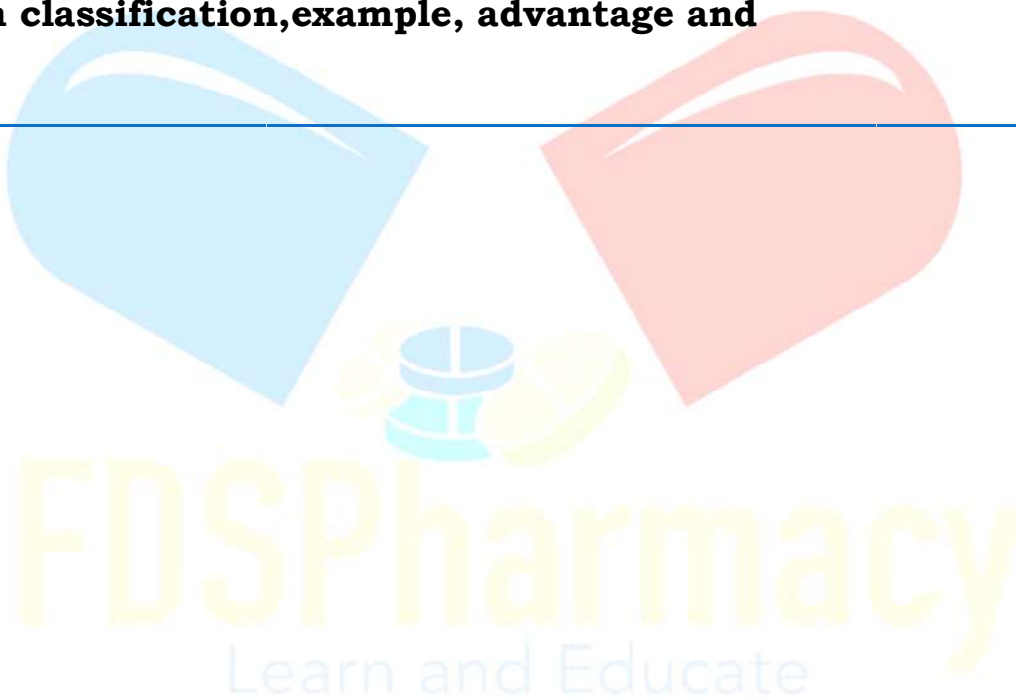 classification,example, advantage and
FDSPharmacy
Learn and Educate